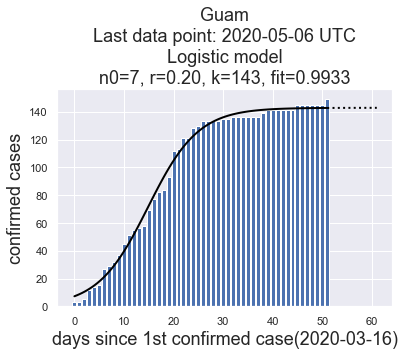 Guam
Last data point: 2020-05-06 UTC
Logistic model
n0=7, r=0.20, k=143, fit=0.9933
140
120
100
80
60
40
20
0
confirmed cases
0 10 20 30 40 50 60
days since 1st confirmed case(2020-03-16)